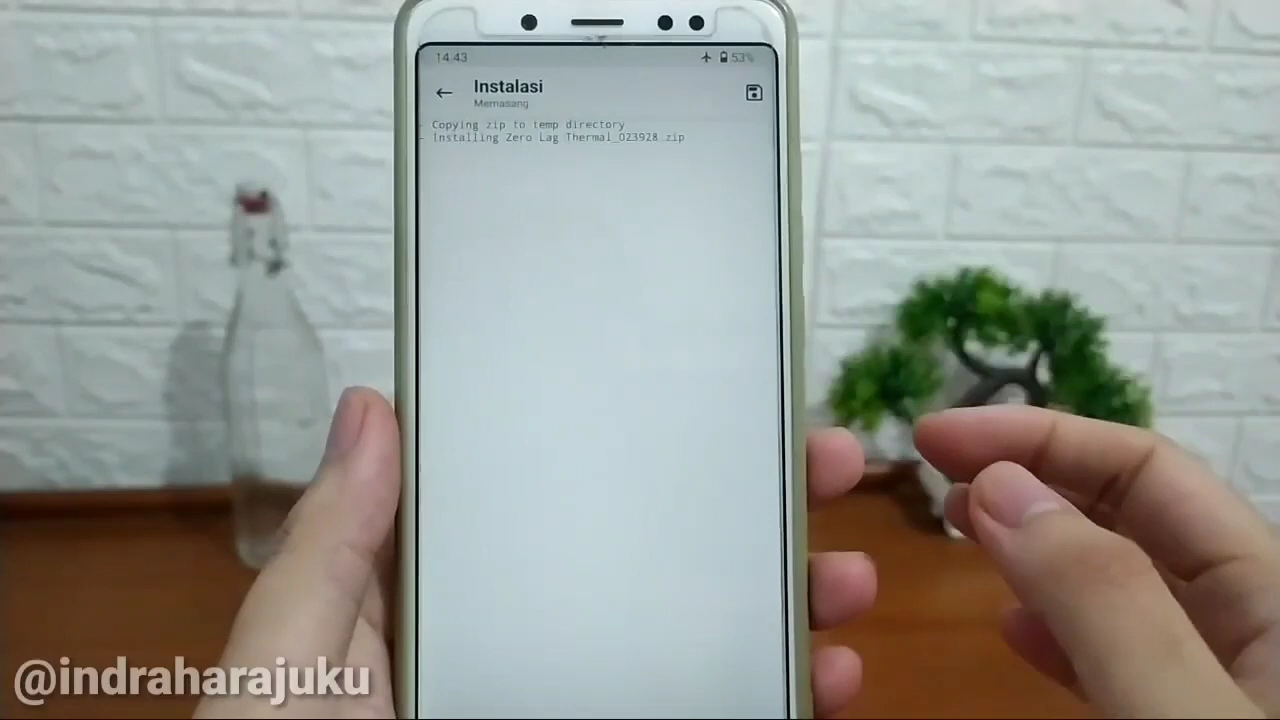 14.43 53%
Instalasi
Memasang
- Copying zip to temp directory
- Installing Zero Lag Thermal_023928.zip
@indraharajuku